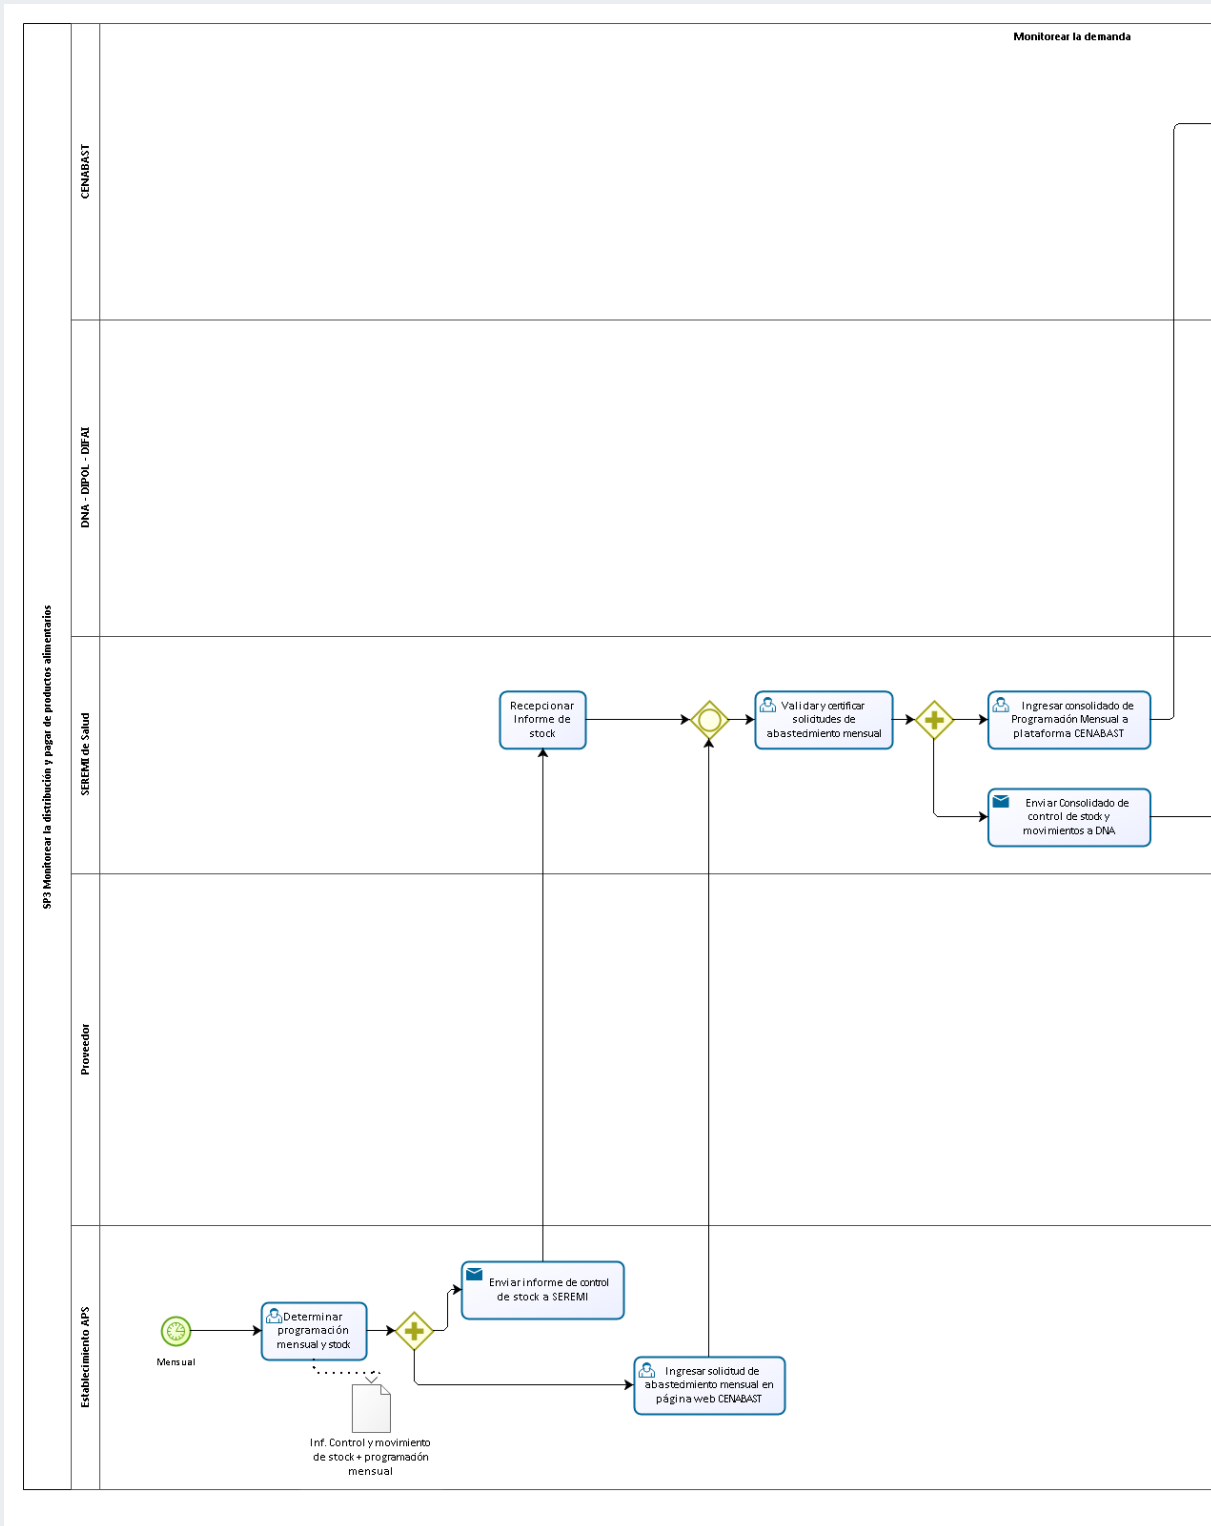 Monitorear la demanda
SP3 Monitorear la distribución y pagar de productos alimentarios
CENABAST
DNA - DIPOL - DIFAI
SEREMI de Salud
Recepcionar
Informe de
stock
Validar y certificar
solicitudes de
abastecimiento mensual
Ingresar consolidado de
Programación Mensual a
plataforma CENABAST
Enviar Consolidado de
control de stock y
movimientos a DNA
Proveedor
Establecimiento APS
Mensual
Determinar
programación
mensual y stock
Enviar informe de control
de stock a SEREMI
Ingresar solicitud de
abastecimiento mensual en
página web CENABAST
Inf. Control y movimiento
de stock + programación
mensual